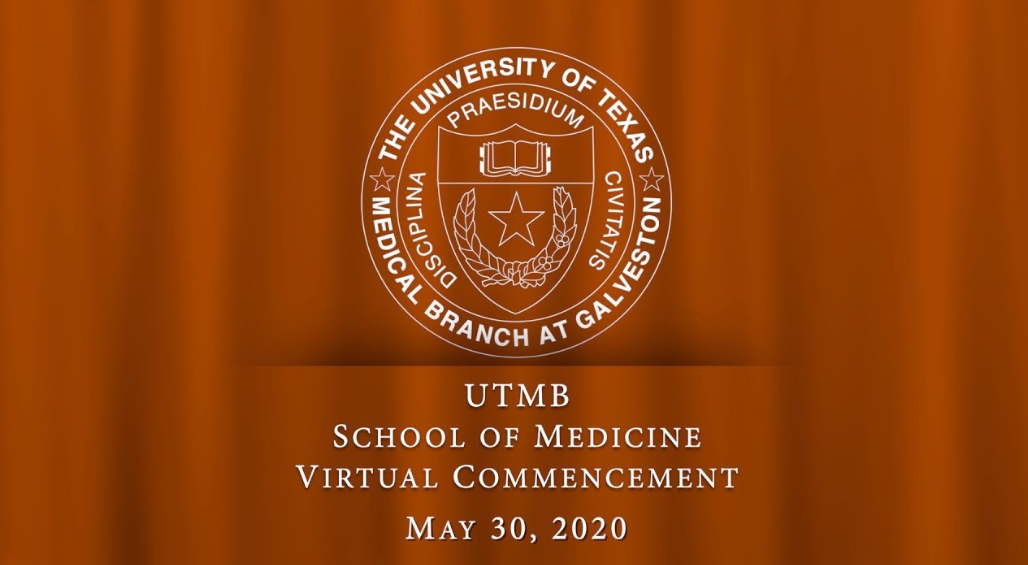 THE UNIVERSITY OF TEXAS
MEDICAL BRANCH AT GALVESTON
PRAESIDIUM
DISCIPLINA
CIVITATIS
UTMB
SCHOOL OF MEDICINE
VIRTUAL COMMENCEMENT
MAY 30, 2020